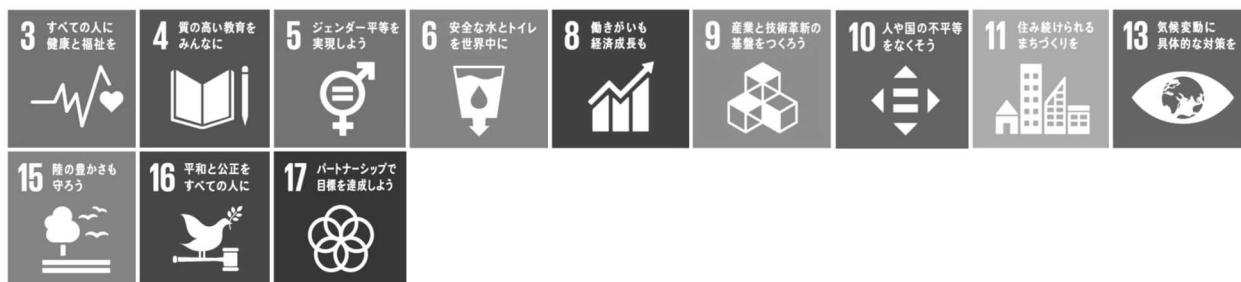 3 すべての人に
健康と福祉を
4 質の高い教育を
みんなに
5 ジェンダー平等を
実現しよう
6 安全な水とトイレ
を世界中に
8 働きがいも
経済成長も
9 産業と技術革新の
基盤をつくろう
10 人や国の不平等
をなくそう
11 住み続けられる
まちづくりを
13 気候変動に
具体的な対策を
15 陸の豊かさも
守ろう
16 平和と公正を
すべての人に
17 パートナーシップで
目標を達成しよう